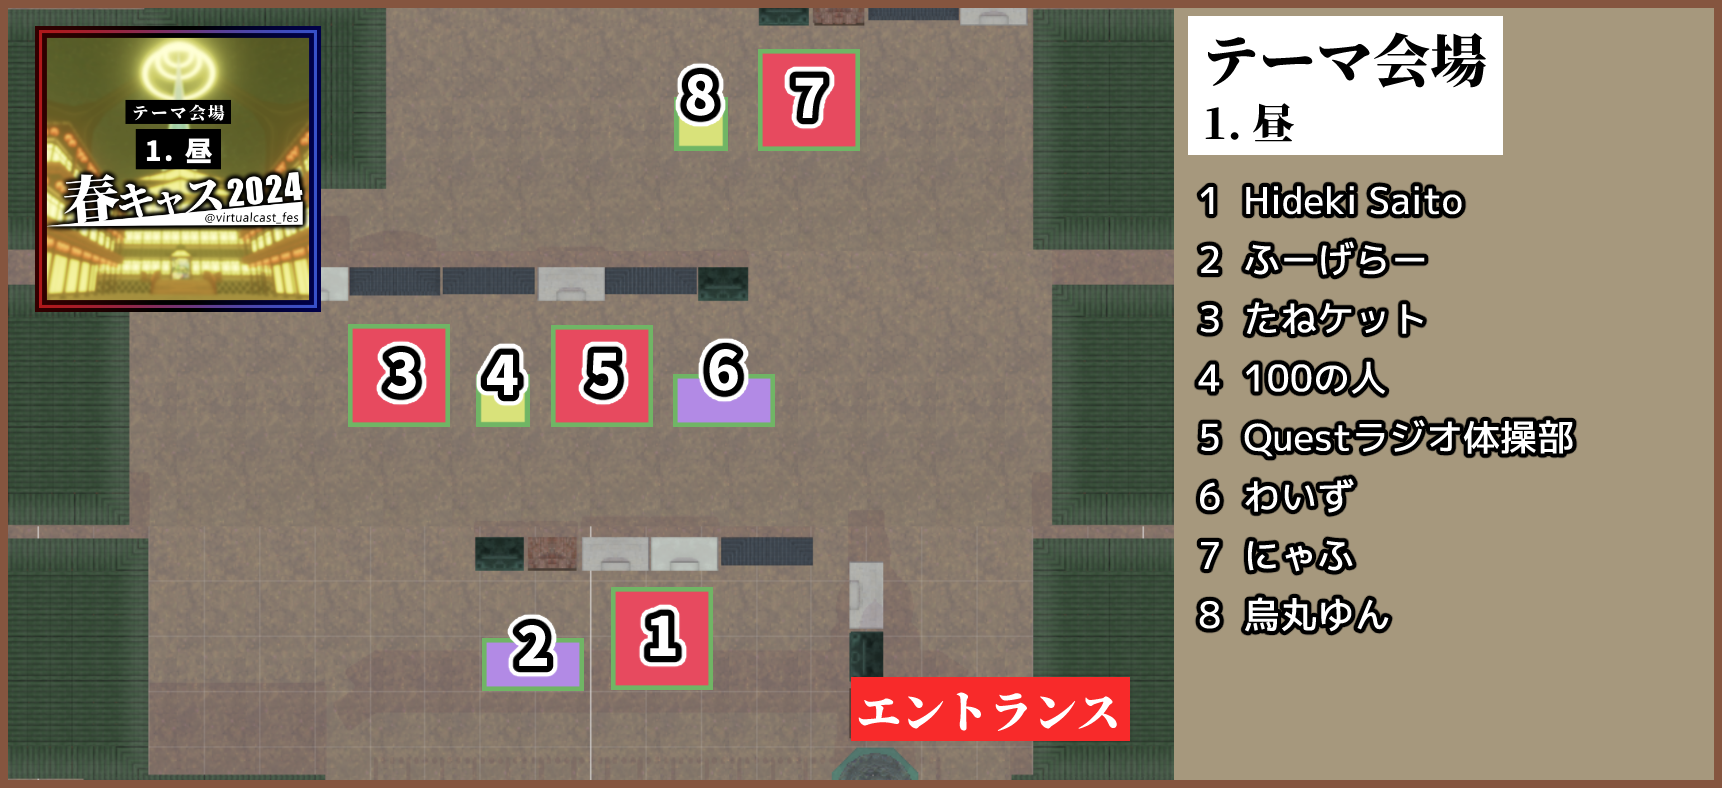 テーマ会場
1. 昼
春キャス2024
@virtualcast_fes
8
7
3
4
5
6
2
1
エントランス
テーマ会場
1. 昼
1 Hideki Saito
2 ふーげらー
3 たねケット
4 100の人
5 Questラジオ体操部
6 わいず
7 にゃふ
8 烏丸ゆん